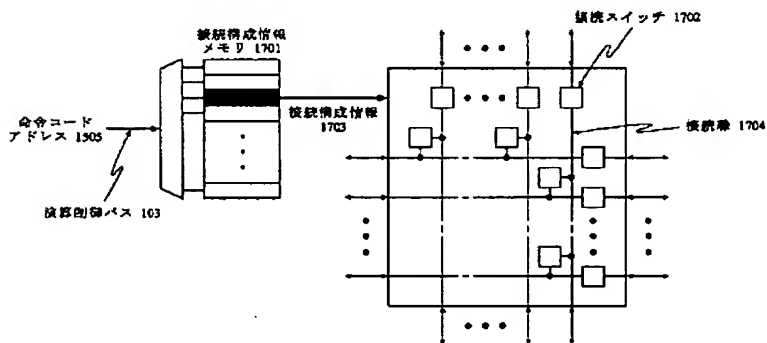 接続構成情報
メモリ 1701
接続スイッチ 1702
命令コード
アドレス 1505
接続構成情報
1703
接続線 1704
演算制御バス 103